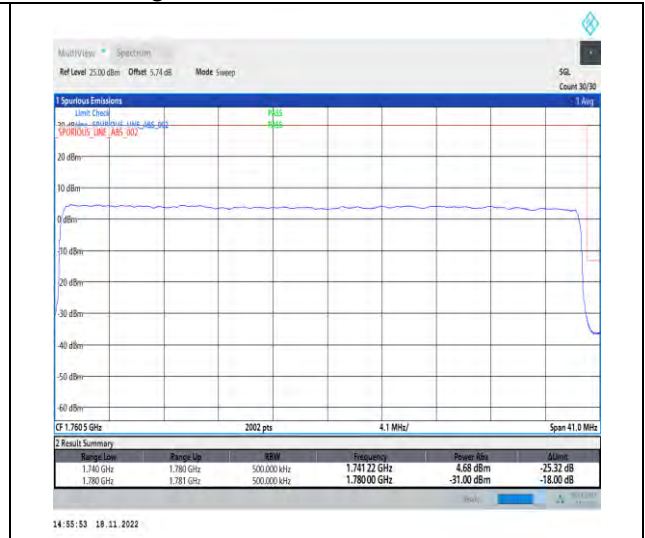 MultiView Spectrum
Ref Level 25.00 dBm Offset 5.74 dB Mode Sweep SGL
Count 30/30
1 Spurious Emissions 1 Avg
Limit Check PASS
SPURIOUS_LINE_ABS_002 PASS
SPURIOUS_LINE_ABS_002
20 dBm
10 dBm
0 dBm
-10 dBm
-20 dBm
-30 dBm
-40 dBm
-50 dBm
-60 dBm
CF 1.7605 GHz 2002 pts 4.1 MHz/ Span 41.0 MHz
2 Result Summary
Range Low Range Up RBW Frequency Power Abs ΔLimit
1.740 GHz 1.780 GHz 500.000 kHz 1.741 22 GHz 4.68 dBm -25.32 dB
1.780 GHz 1.781 GHz 500.000 kHz 1.780 00 GHz -31.00 dBm -18.00 dB
Ready
14:55:53 18.11.2022